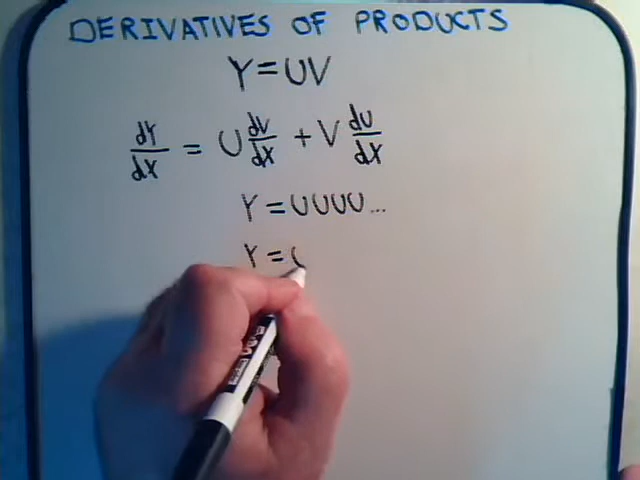 DERIVATIVES OF PRODUCTS
Y = UV
dY/dX = U dV/dX + V dU/dX
Y = UUUU...
Y =